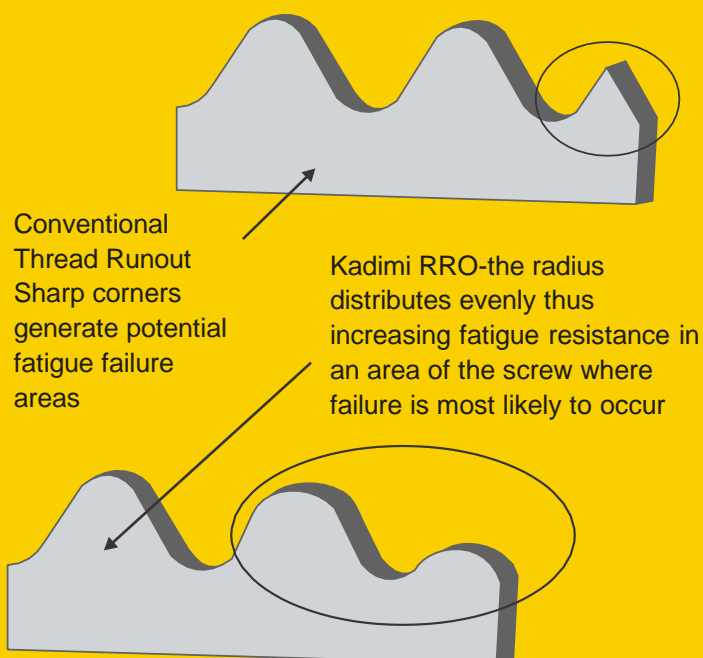 Conventional
Thread Runout
Sharp corners
generate potential
fatigue failure
areas
Kadimi RRO-the radius
distributes evenly thus
increasing fatigue resistance in
an area of the screw where
failure is most likely to occur